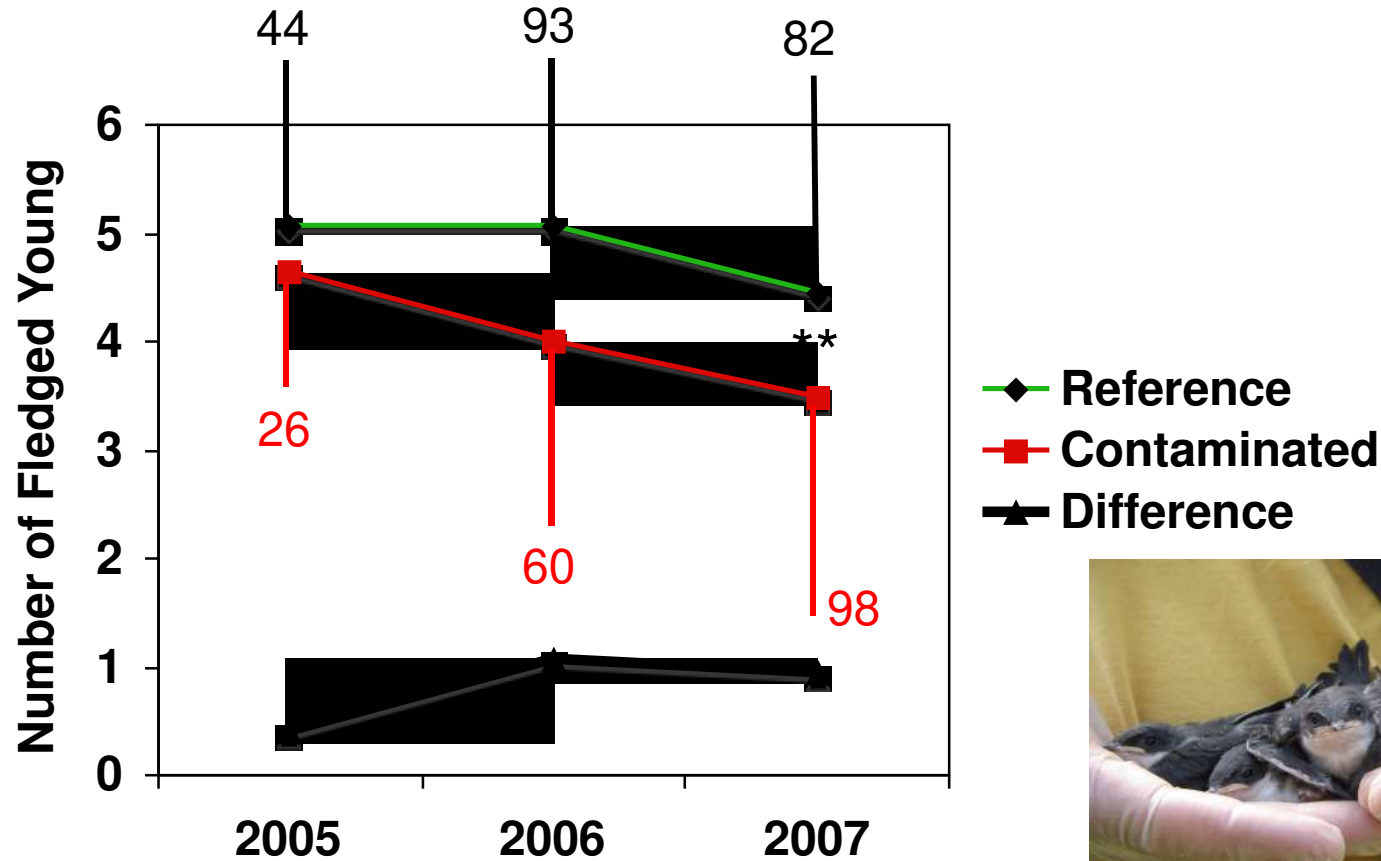 44 93 82
Number of Fledged Young
6
5
4
3
2
1
0
**
26
60
98
2005 2006 2007
Reference
Contaminated
Difference